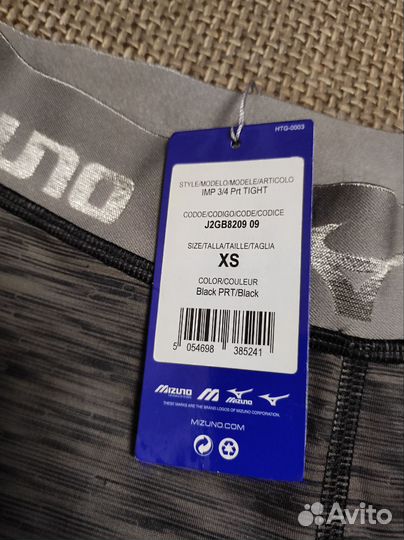 HTG-0003
STYLE/MODELO/MODELE/ARTICOLO
IMP 3/4 Prt TIGHT
CODDE/CODIGO/CODE/CODICE
J2GB8209 09
SIZE/TALLA/TAILLE/TAGLIA
XS
COLOR/COULEUR
Black PRT/Black
5 054698 385241
MIZUNO
Mizuno
THESE MARKS ARE THE BRAND LOGOS OF MIZUNO CORPORATION.
MIZUNO.COM
ZUNO
Avito